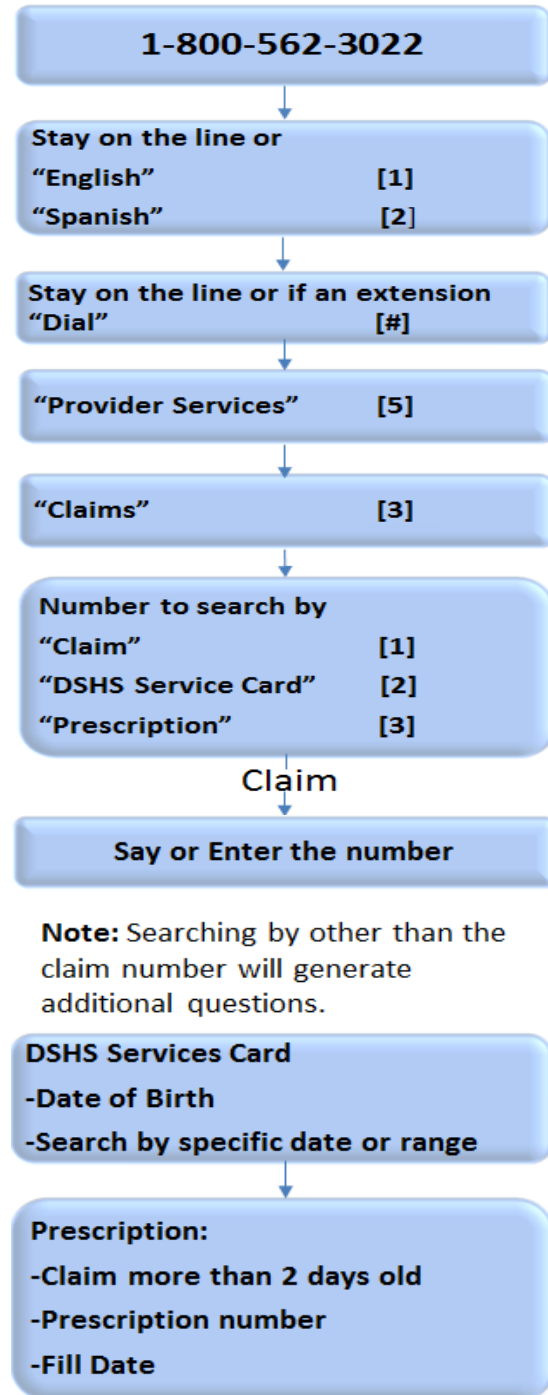 1-800-562-3022
Stay on the line or
“English” [1]
“Spanish” [2]
Stay on the line or if an extension
“Dial” [#]
“Provider Services” [5]
“Claims” [3]
Number to search by
“Claim” [1]
“DSHS Service Card” [2]
“Prescription” [3]
Claim
Say or Enter the number
Note: Searching by other than the
claim number will generate
additional questions.
DSHS Services Card
-Date of Birth
-Search by specific date or range
Prescription:
-Claim more than 2 days old
-Prescription number
-Fill Date